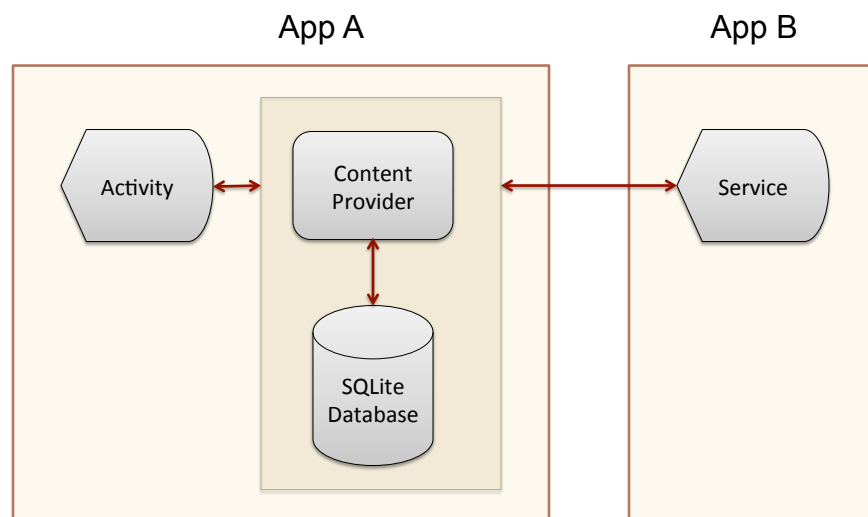 App A
App B
Activity
Content
Provider
Service
SQLite
Database